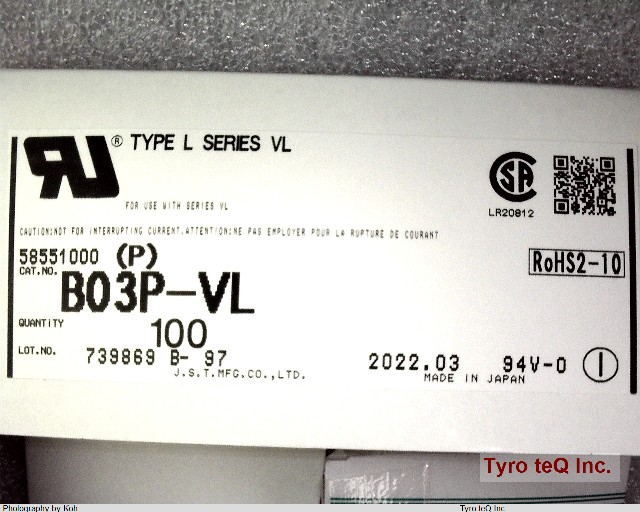 ® TYPE L SERIES VL
FOR USE WITH SERIES VL
LR20812
CAUTION:NOT FOR INTERRUPTING CURRENT.ATTENTION:NE PAS EMPLOYER POUR LA RUPTURE DE COURANT
58551000 (P)
RoHS2-10
CAT.NO. B03P-VL
QUANTITY 100
LOT.NO. 739869 B- 97
2022.03 94V-0 1
J.S.T.MFG.CO.,LTD.
MADE IN JAPAN
Tyro teQ Inc.
Photography by Koh
Tyro teQ Inc